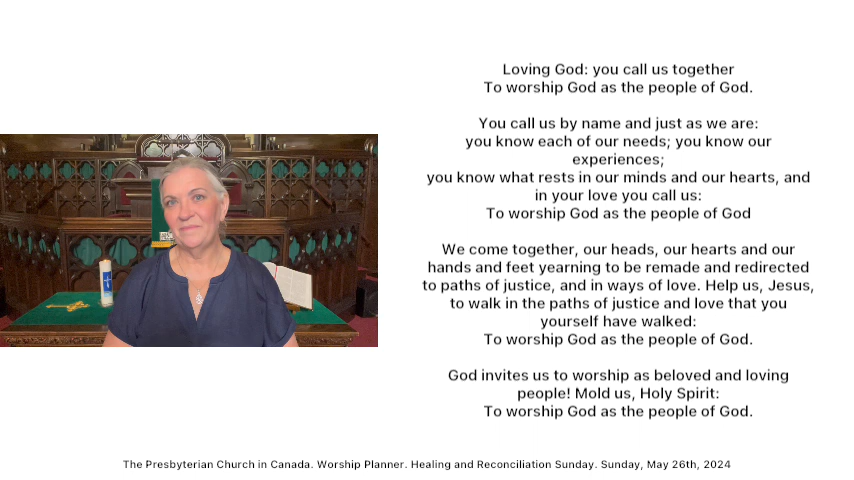 Loving God: you call us together
To worship God as the people of God.
You call us by name and just as we are:
you know each of our needs; you know our
experiences;
you know what rests in our minds and our hearts, and
in your love you call us:
To worship God as the people of God
We come together, our heads, our hearts and our
hands and feet yearning to be remade and redirected
to paths of justice, and in ways of love. Help us, Jesus,
to walk in the paths of justice and love that you
yourself have walked:
To worship God as the people of God.
God invites us to worship as beloved and loving
people! Mold us, Holy Spirit:
To worship God as the people of God.
The Presbyterian Church in Canada. Worship Planner. Healing and Reconciliation Sunday. Sunday, May 26th, 2024